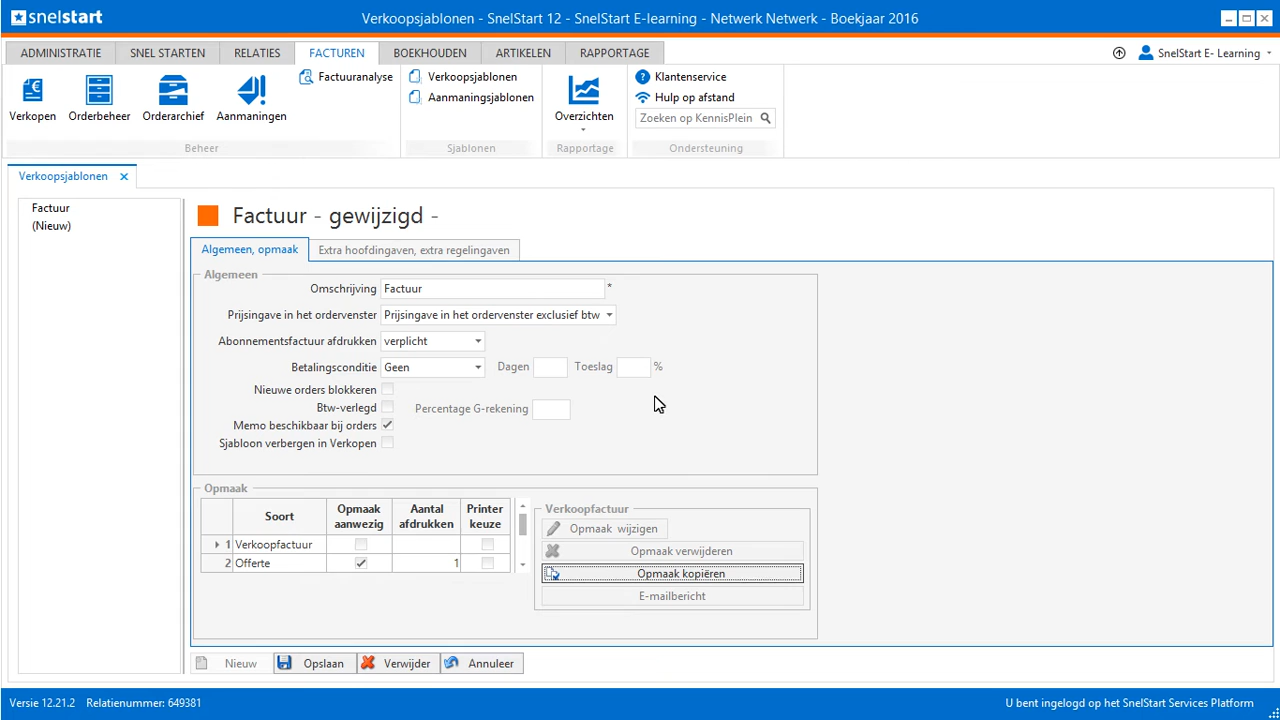 snelstart
Verkoopsjablonen - SnelStart 12 - SnelStart E-learning - Netwerk Netwerk - Boekjaar 2016
ADMINISTRATIE SNEL STARTEN RELATIES FACTUREN BOEKHOUDEN ARTIKELEN RAPPORTAGE
SnelStart E- Learning
Verkopen Orderbeheer Orderarchief Aanmaningen
Factuuranalyse
Beheer
Verkoopsjablonen
Aanmaningsjablonen
Sjablonen
Overzichten
Rapportage
Klantenservice
Hulp op afstand
Zoeken op KennisPlein
Ondersteuning
Verkoopsjablonen
Factuur
(Nieuw)
Factuur - gewijzigd -
Algemeen, opmaak Extra hoofdingaven, extra regelingaven
Algemeen
Omschrijving Factuur *
Prijsingave in het ordervenster Prijsingave in het ordervenster exclusief btw
Abonnementsfactuur afdrukken verplicht
Betalingsconditie Geen Dagen Toeslag %
Nieuwe orders blokkeren
Btw-verlegd Percentage G-rekening
Memo beschikbaar bij orders
Sjabloon verbergen in Verkopen
Opmaak
Soort Opmaak aanwezig Aantal afdrukken Printer keuze
1 Verkoopfactuur
2 Offerte 1
Verkoopfactuur
Opmaak wijzigen
Opmaak verwijderen
Opmaak kopiëren
E-mailbericht
Nieuw Opslaan Verwijder Annuleer
Versie 12.21.2 Relatienummer: 649381 U bent ingelogd op het SnelStart Services Platform